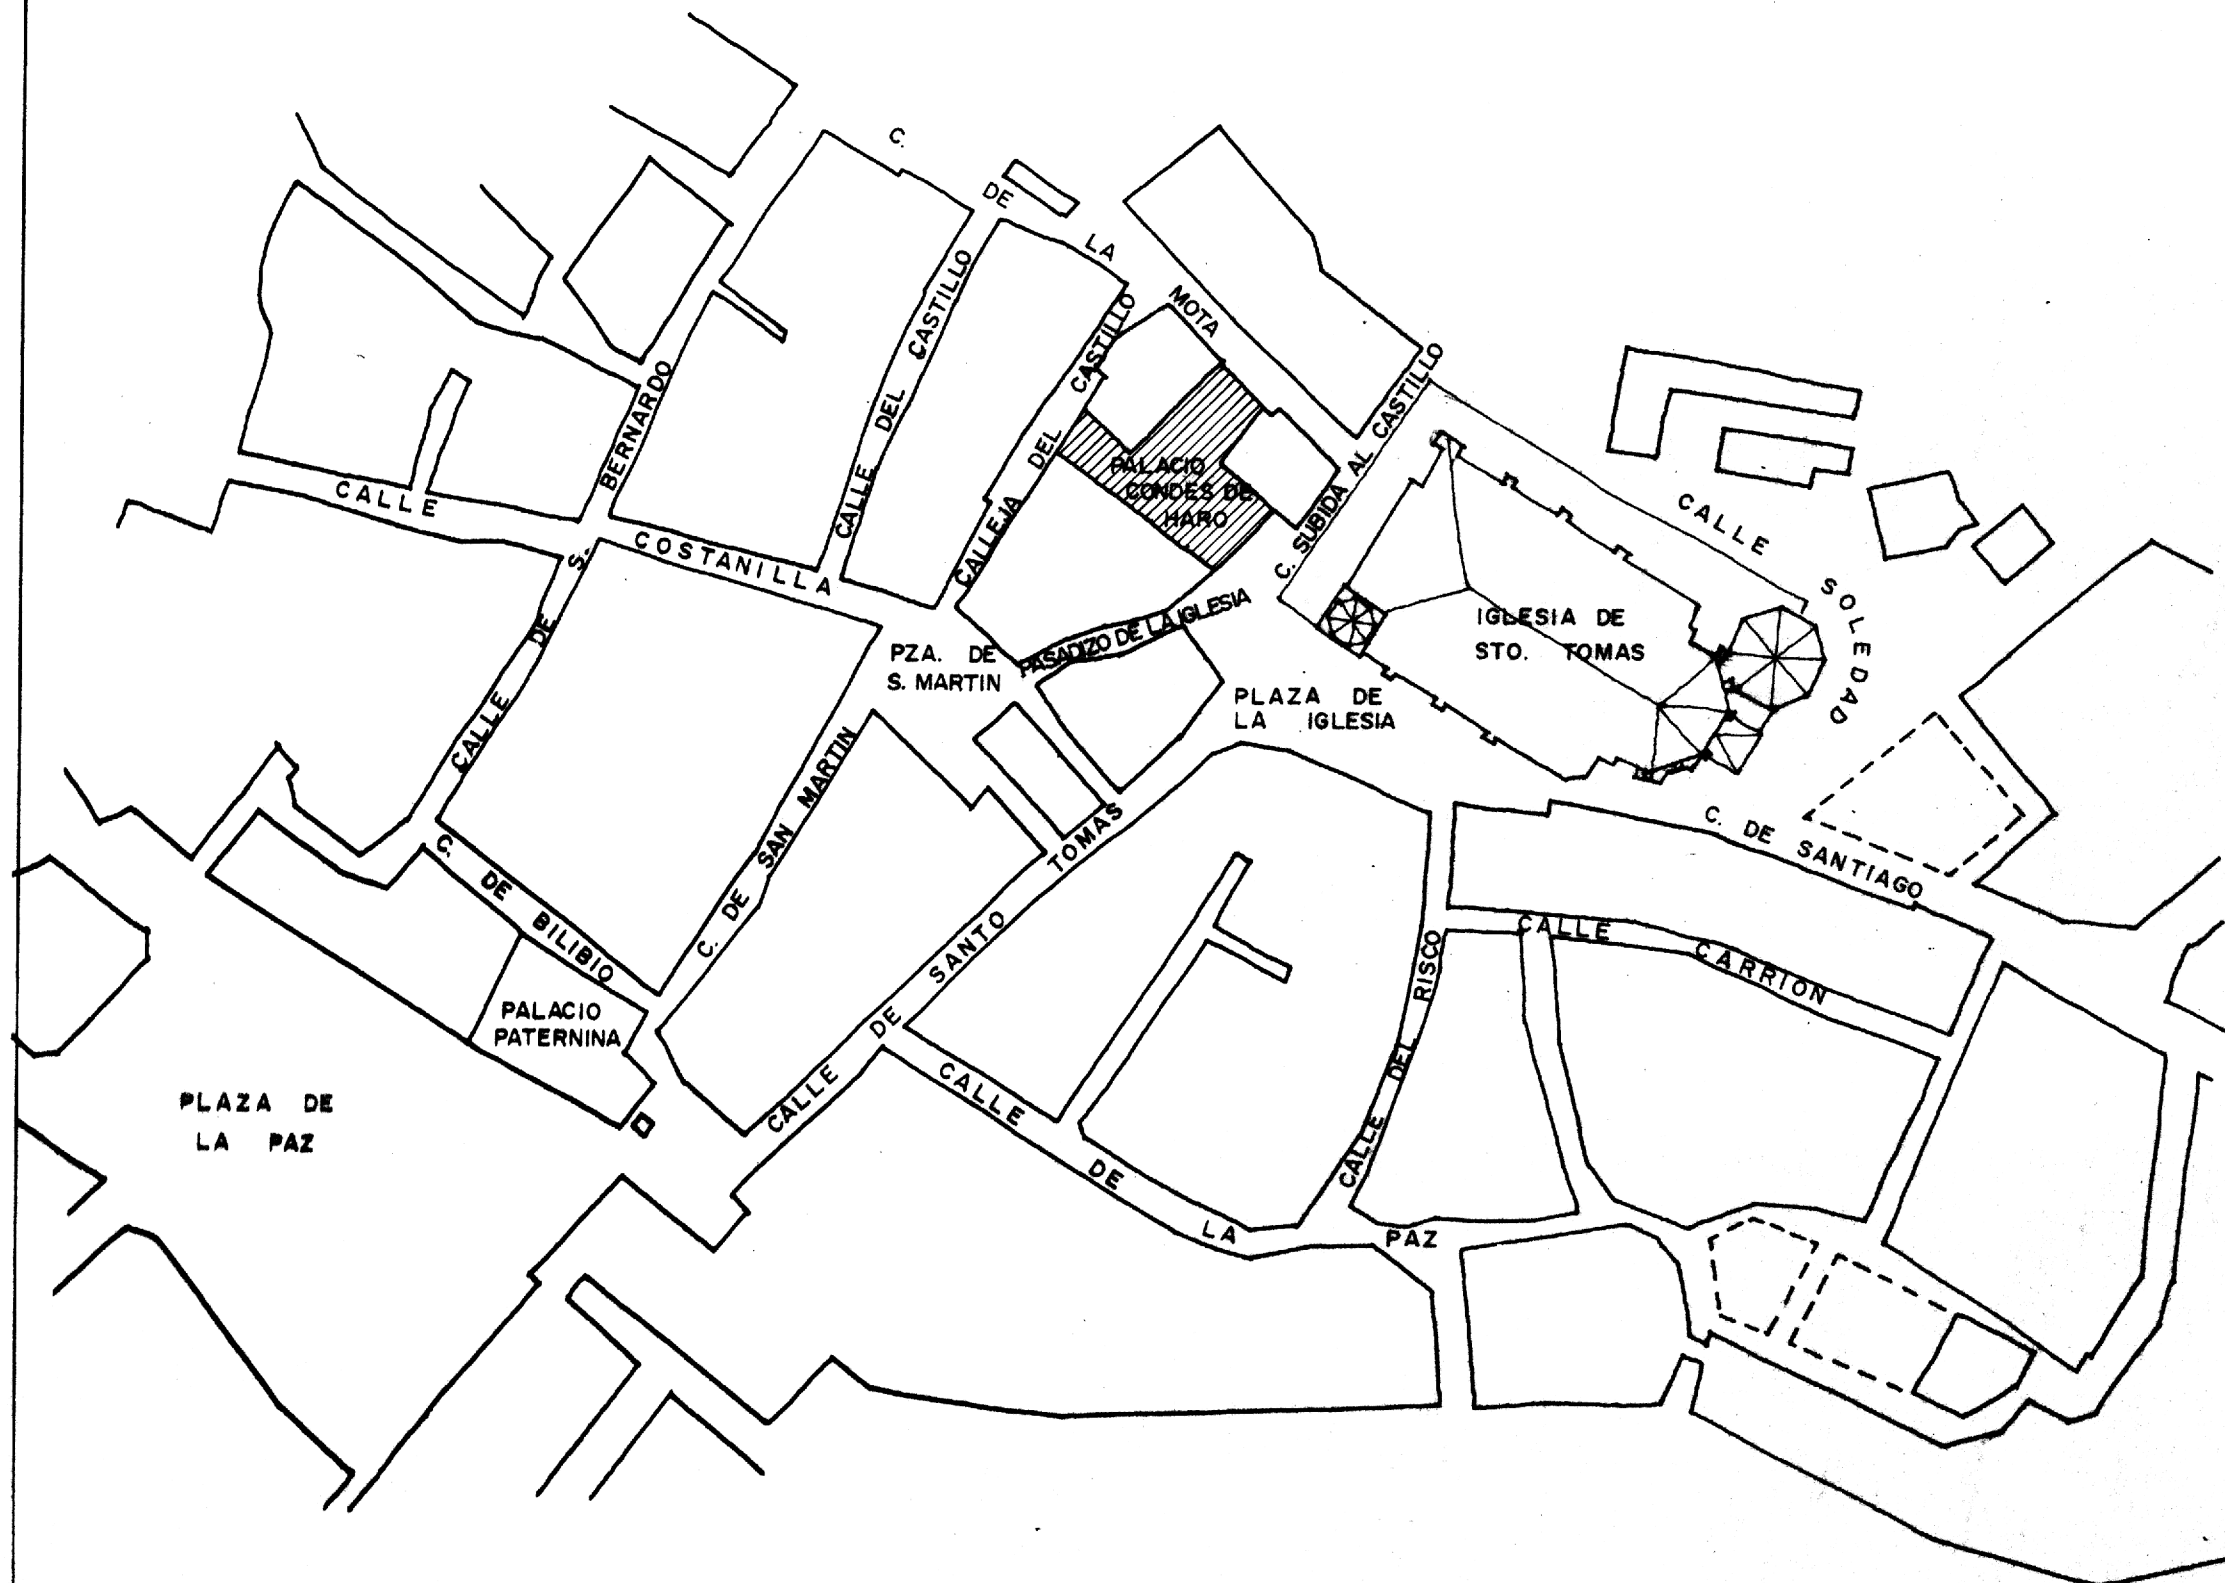 C. DE LA MOTA
CALLE DEL CASTILLO
CALLEJA DEL CASTILLO
C. SUBIDA AL CASTILLO
PALACIO
CONDES DE
HARO
CALLE SOLEDAD
CALLE COSTANILLA
CALLE DE S. BERNARDO
PASADIZO DE LA IGLESIA
PZA. DE
S. MARTIN
IGLESIA DE
STO. TOMAS
PLAZA DE
LA IGLESIA
C. DE SAN MARTIN
C. DE BILIBIO
CALLE DE SANTO TOMAS
C. DE SANTIAGO
CALLE CARRION
CALLE DEL RISCO
PALACIO
PATERNINA
PLAZA DE
LA PAZ
CALLE DE LA PAZ